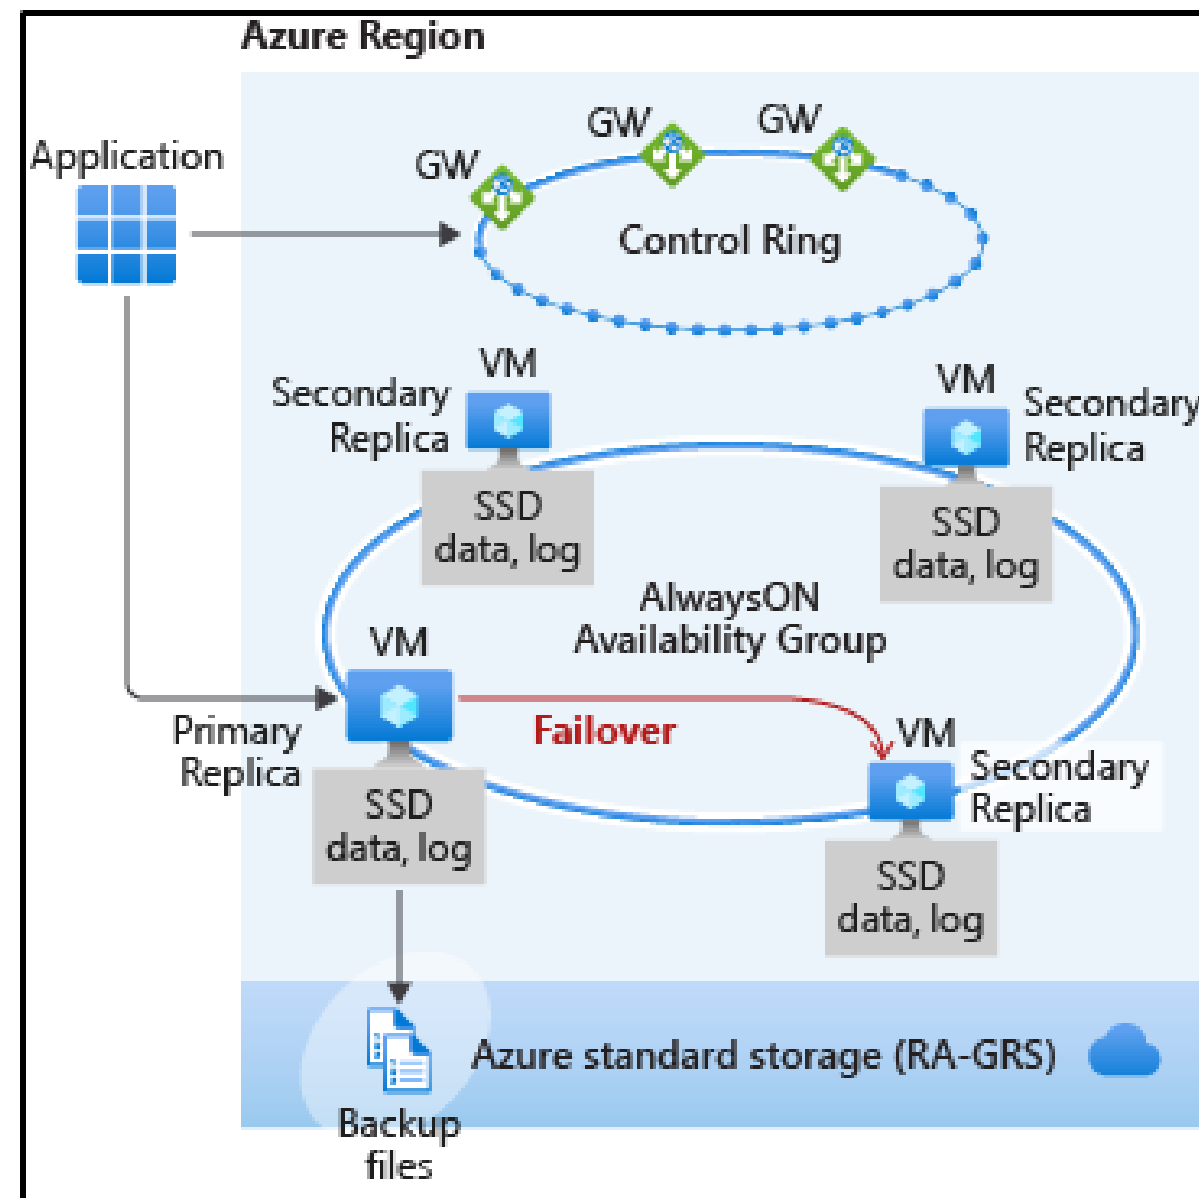 Azure Region
Application
GW
GW
GW
Control Ring
VM
Secondary
Replica
SSD
data, log
VM
Secondary
Replica
SSD
data, log
AlwaysON
Availability Group
VM
Primary
Replica
SSD
data, log
Failover
VM
Secondary
Replica
SSD
data, log
Azure standard storage (RA-GRS)
Backup
files